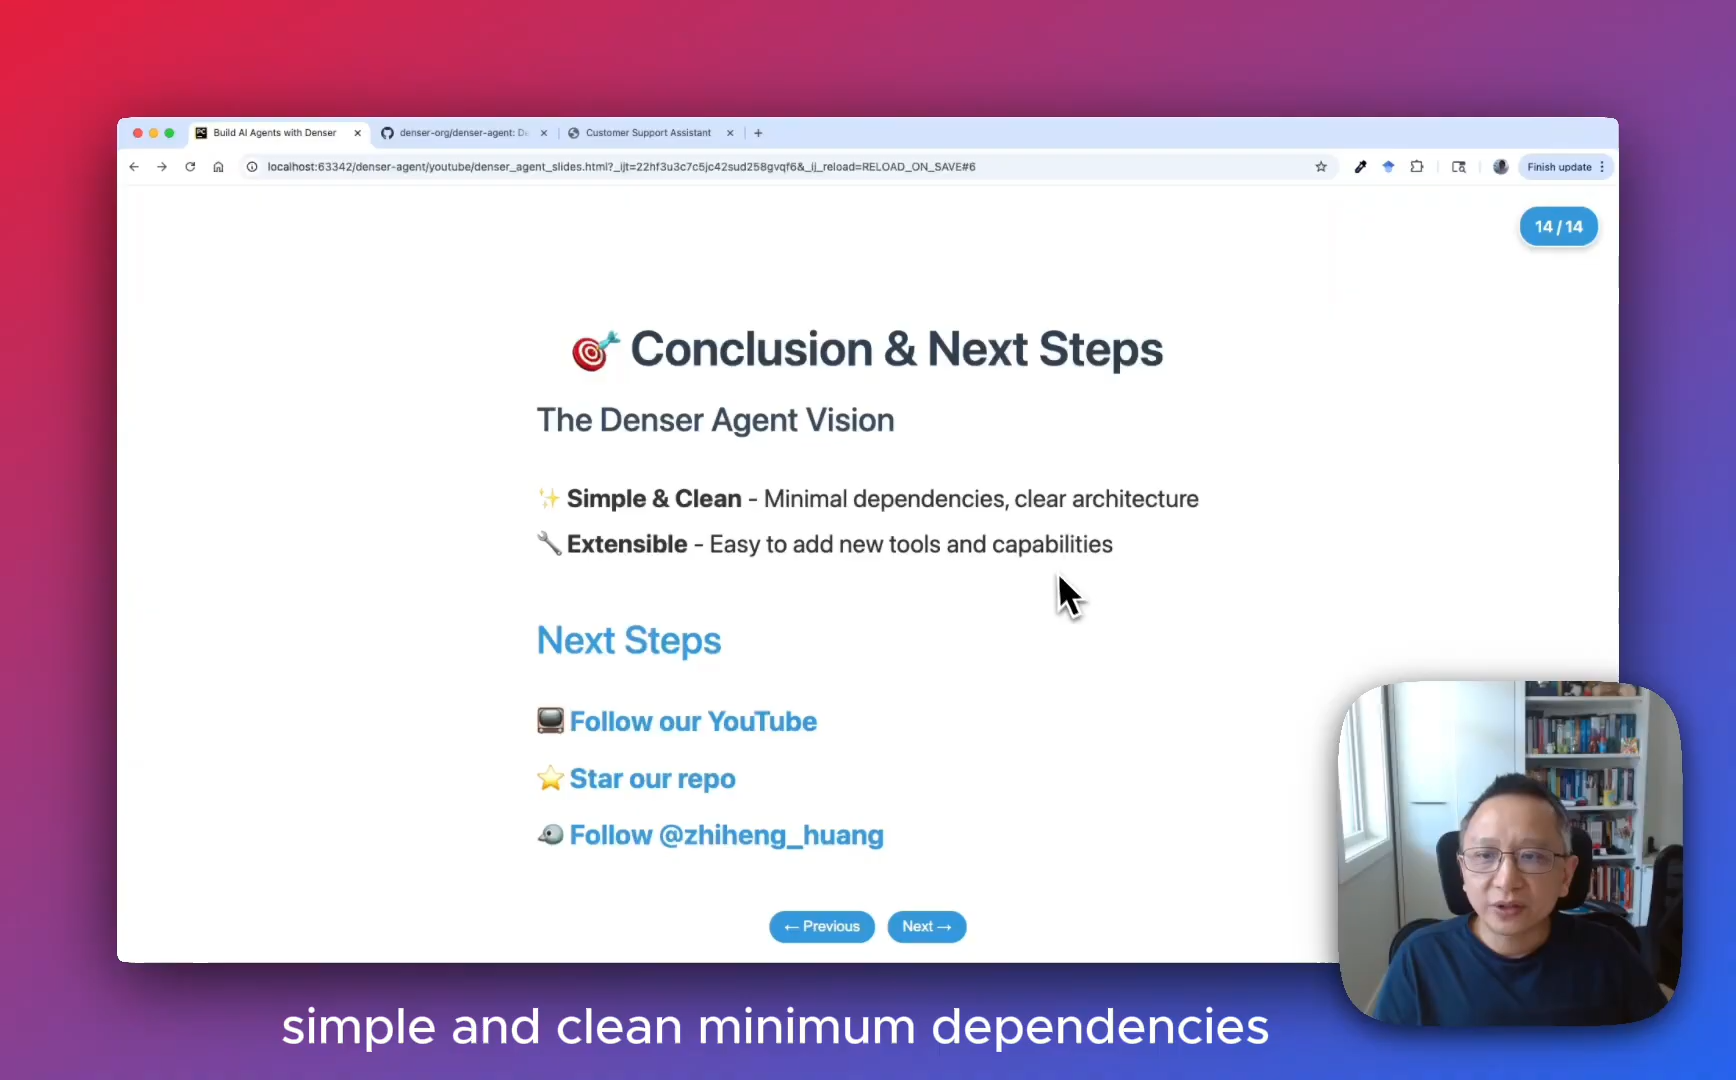 Build AI Agents with Denser
denser-org/denser-agent: De
Customer Support Assistant
localhost:63342/denser-agent/youtube/denser_agent_slides.html?_ijt=22hf3u3c7c5jc42sud258gvqf6&_ij_reload=RELOAD_ON_SAVE#6
Finish update
14 / 14
🎯 Conclusion & Next Steps
The Denser Agent Vision
✨ Simple & Clean - Minimal dependencies, clear architecture
🔧 Extensible - Easy to add new tools and capabilities
Next Steps
📺 Follow our YouTube
⭐ Star our repo
🐦 Follow @zhiheng_huang
← Previous
Next →
simple and clean minimum dependencies